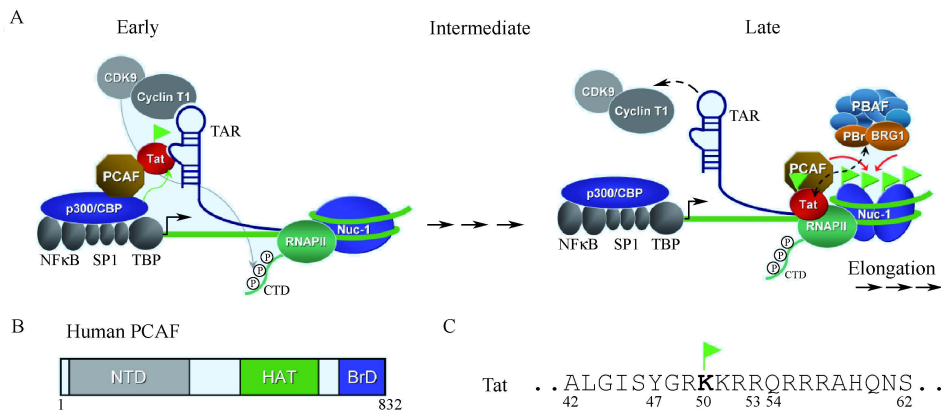 A
Early
Intermediate
Late
CDK9
Cyclin T1
TAR
Tat
PCAF
p300/CBP
NFκB SP1 TBP
RNAPII
Nuc-1
P
P
P
CTD
CDK9
Cyclin T1
TAR
PBAF
PBr
BRG1
PCAF
Tat
p300/CBP
NFκB SP1 TBP
RNAPII
Nuc-1
P
P
P
CTD
Elongation
B
Human PCAF
NTD
HAT
BrD
1
832
C
Tat
. . ALGISYGRKKRRQRRRAHQNS . .
42 47 50 53 54 62